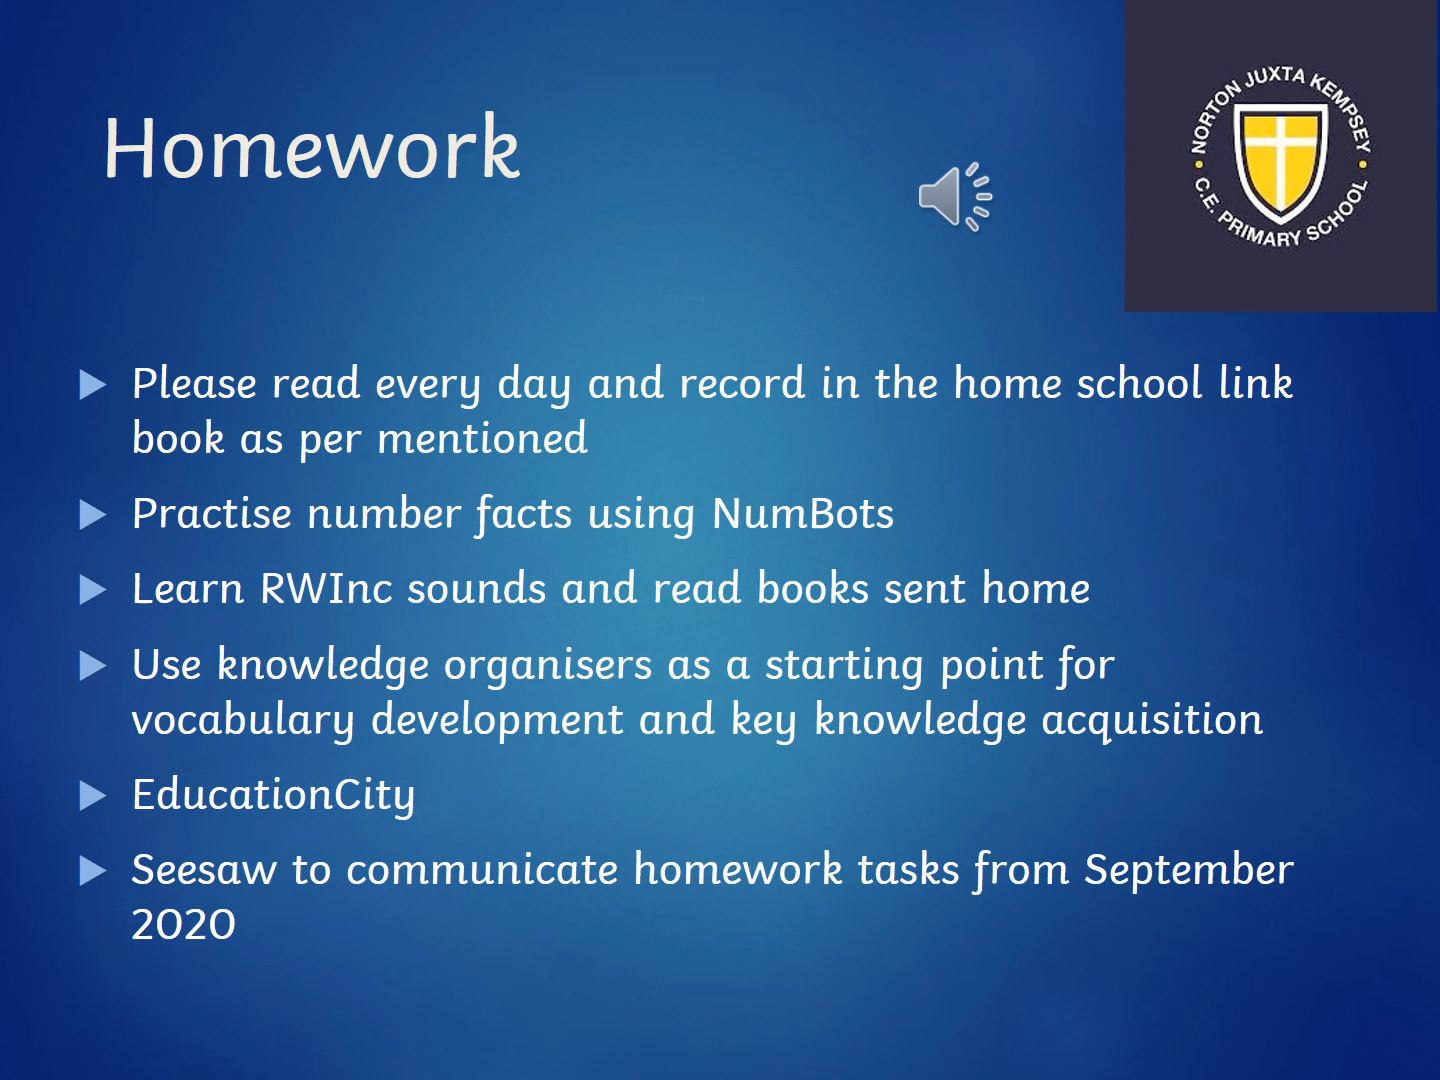 Homework
NORTON JUXTA KEMPSEY
C.E. PRIMARY SCHOOL
Please read every day and record in the home school link
book as per mentioned
Practise number facts using NumBots
Learn RWInc sounds and read books sent home
Use knowledge organisers as a starting point for
vocabulary development and key knowledge acquisition
EducationCity
Seesaw to communicate homework tasks from September
2020